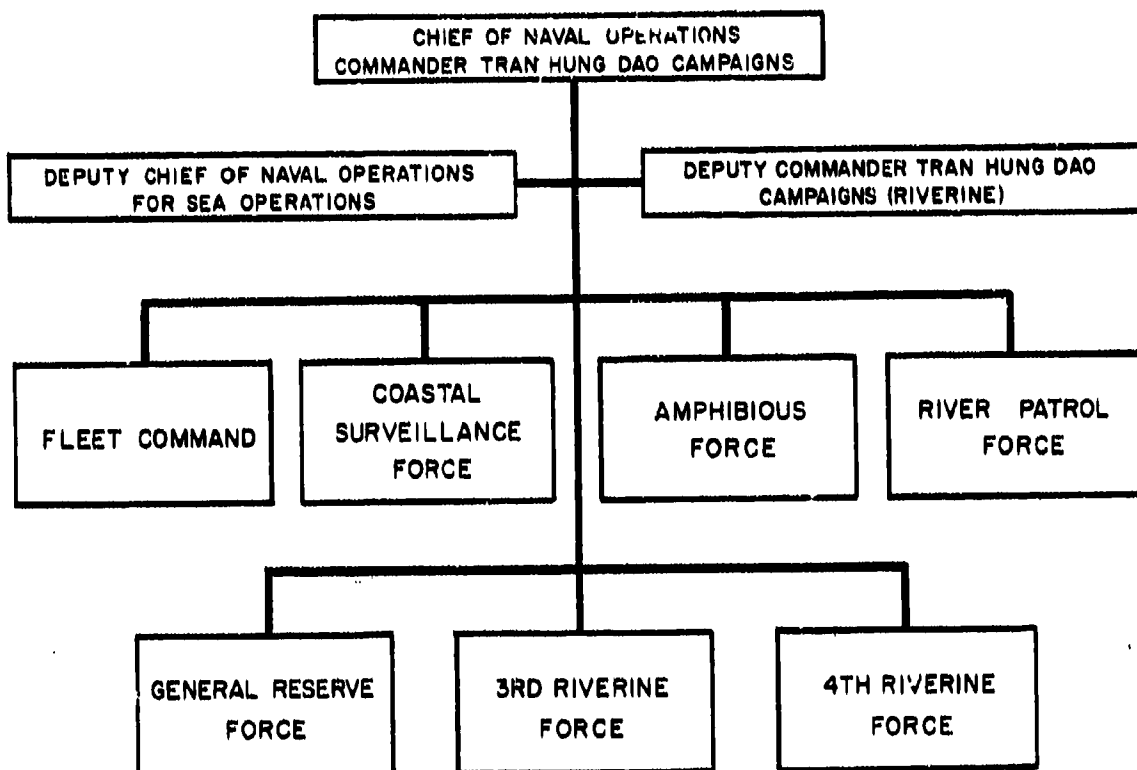 CHIEF OF NAVAL OPERATIONS
COMMANDER TRAN HUNG DAO CAMPAIGNS
DEPUTY CHIEF OF NAVAL OPERATIONS
FOR SEA OPERATIONS
DEPUTY COMMANDER TRAN HUNG DAO
CAMPAIGNS (RIVERINE)
FLEET COMMAND
COASTAL
SURVEILLANCE
FORCE
AMPHIBIOUS
FORCE
RIVER PATROL
FORCE
GENERAL RESERVE
FORCE
3RD RIVERINE
FORCE
4TH RIVERINE
FORCE